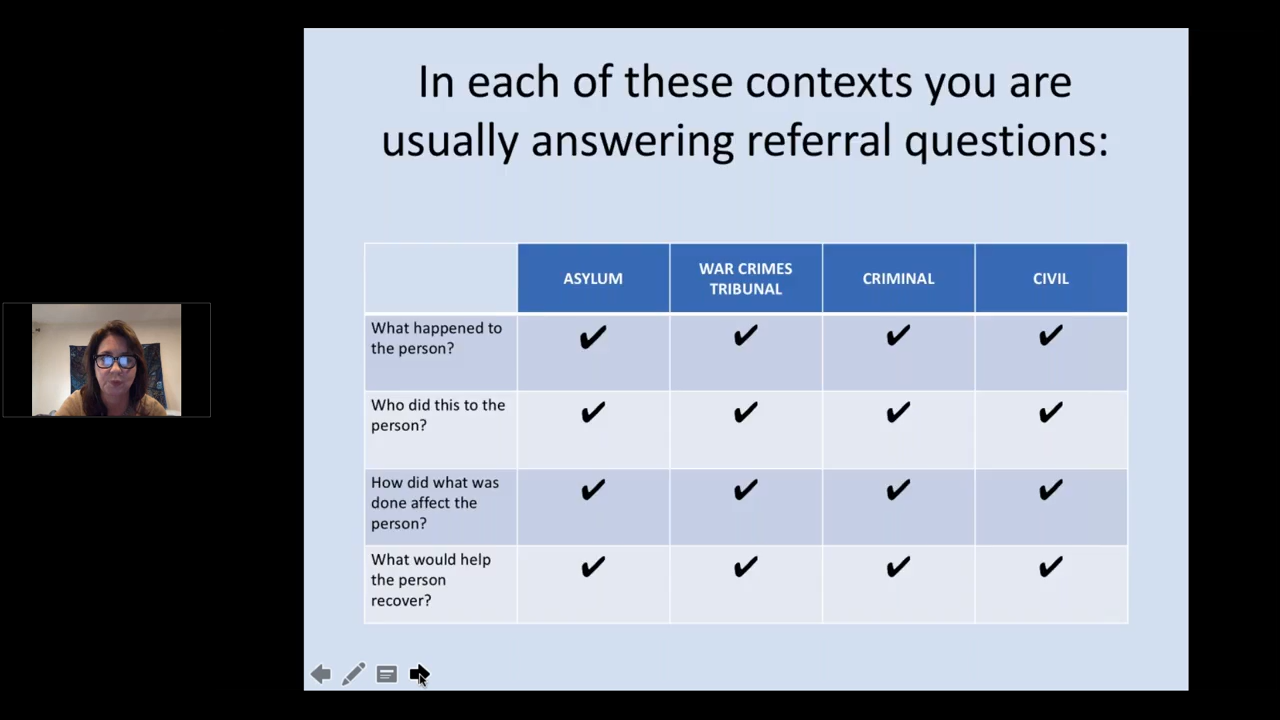 In each of these contexts you are
usually answering referral questions:
ASYLUM
WAR CRIMES
TRIBUNAL
CRIMINAL
CIVIL
What happened to
the person?
✔ ✔ ✔ ✔
Who did this to the
person?
✔ ✔ ✔ ✔
How did what was
done affect the
person?
✔ ✔ ✔ ✔
What would help
the person
recover?
✔ ✔ ✔ ✔